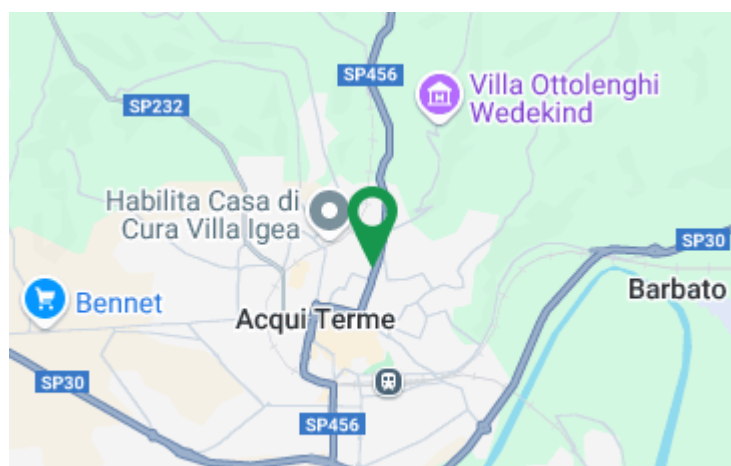 SP456
Villa Ottolenghi
Wedekind
SP232
Habilita Casa di
Cura Villa Igea
SP30
Barbato
Bennet
Acqui Terme
SP30
SP456